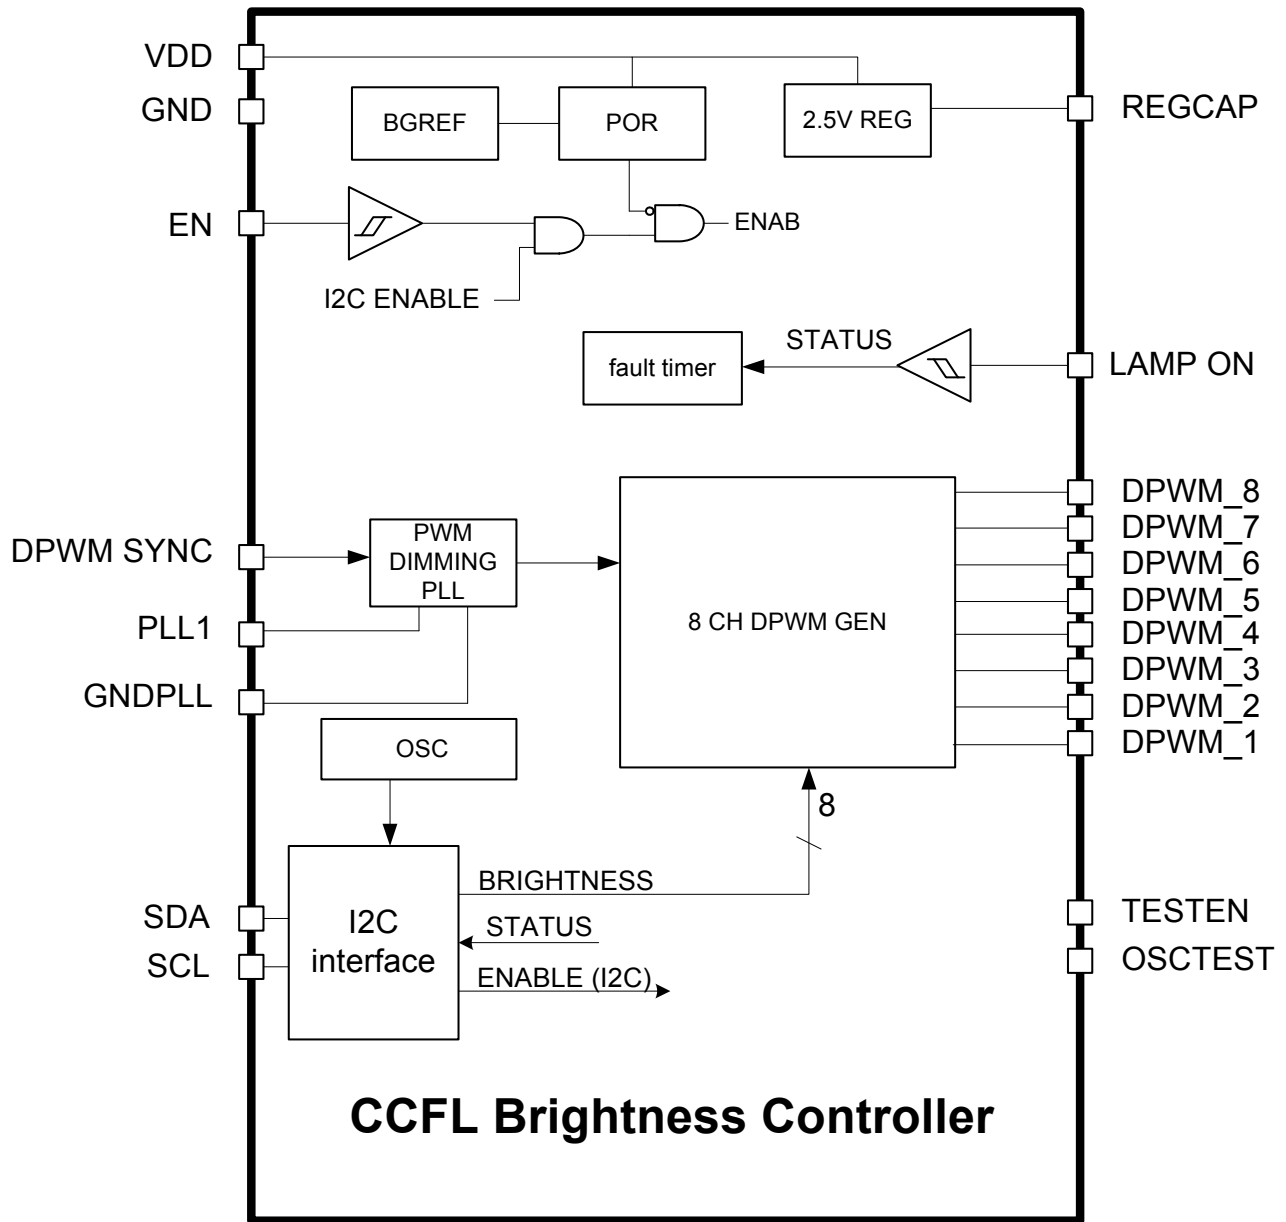 VDD
GND
BGREF
POR
2.5V REG
REGCAP
EN
ENAB
I2C ENABLE
STATUS
fault timer
LAMP ON
DPWM SYNC
PWM
DIMMING
PLL
PLL1
GNDPLL
8 CH DPWM GEN
DPWM_8
DPWM_7
DPWM_6
DPWM_5
DPWM_4
DPWM_3
DPWM_2
DPWM_1
OSC
8
BRIGHTNESS
SDA
SCL
I2C
interface
STATUS
ENABLE (I2C)
TESTEN
OSCTEST
CCFL Brightness Controller